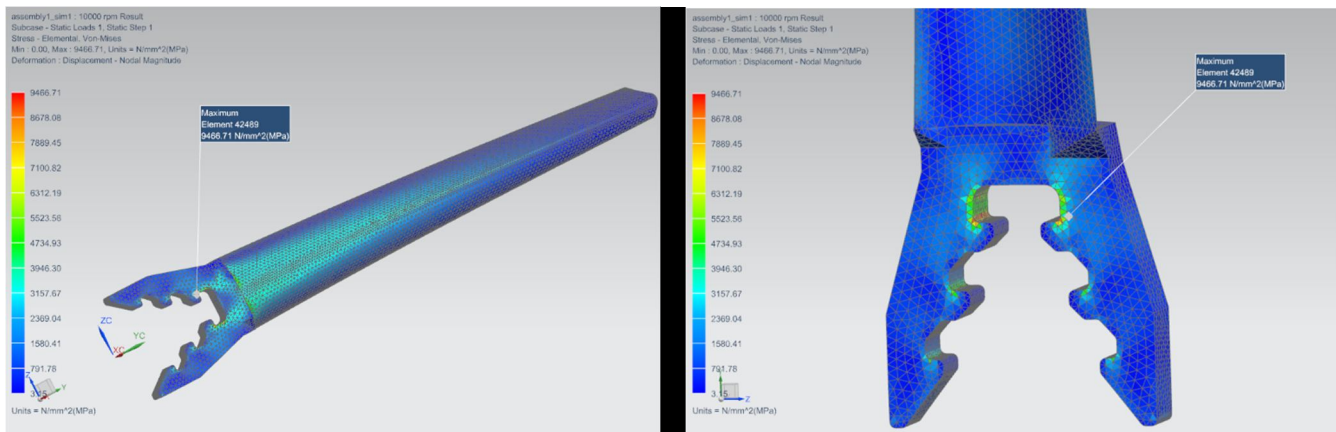 assembly1_sim1 : 10000 rpm Result
Subcase - Static Loads 1, Static Step 1
Stress - Elemental, Von-Mises
Min : 0.00, Max : 9466.71, Units = N/mm^2(MPa)
Deformation : Displacement - Nodal Magnitude
9466.71
8678.08
7889.45
7100.82
6312.19
5523.56
4734.93
3946.30
3157.67
2369.04
1580.41
791.78
3.15
Units = N/mm^2(MPa)
Maximum
Element 42489
9466.71 N/mm^2(MPa)
ZC
YC
XC
Z
Y
assembly1_sim1 : 10000 rpm Result
Subcase - Static Loads 1, Static Step 1
Stress - Elemental, Von-Mises
Min : 0.00, Max : 9466.71, Units = N/mm^2(MPa)
Deformation : Displacement - Nodal Magnitude
9466.71
8678.08
7889.45
7100.82
6312.19
5523.56
4734.93
3946.30
3157.67
2369.04
1580.41
791.78
3.15
Units = N/mm^2(MPa)
Maximum
Element 42489
9466.71 N/mm^2(MPa)
Z